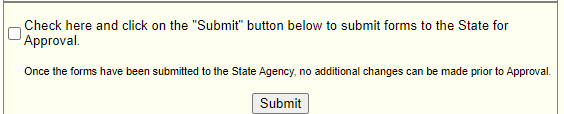 Check here and click on the "Submit" button below to submit forms to the State for
Approval.
Once the forms have been submitted to the State Agency, no additional changes can be made prior to Approval.
Submit